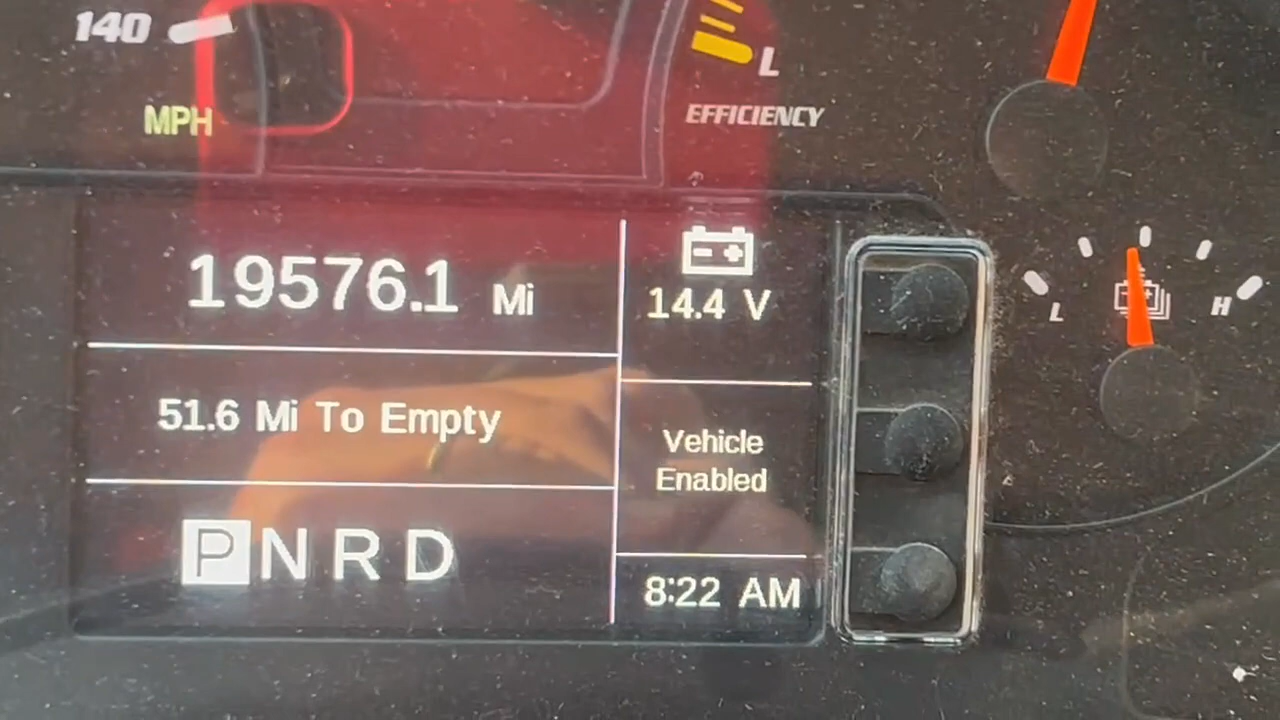 140
MPH
L
EFFICIENCY
19576.1 Mi
14.4 V
51.6 Mi To Empty
Vehicle
Enabled
P N R D
8:22 AM
L
H